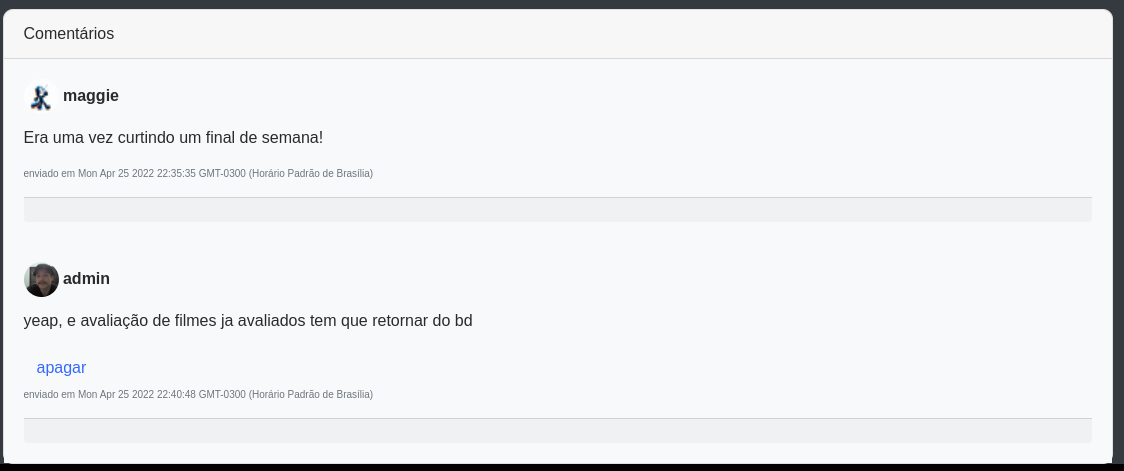 Comentários
maggie
Era uma vez curtindo um final de semana!
enviado em Mon Apr 25 2022 22:35:35 GMT-0300 (Horário Padrão de Brasília)
admin
yeap, e avaliação de filmes ja avaliados tem que retornar do bd
apagar
enviado em Mon Apr 25 2022 22:40:48 GMT-0300 (Horário Padrão de Brasília)